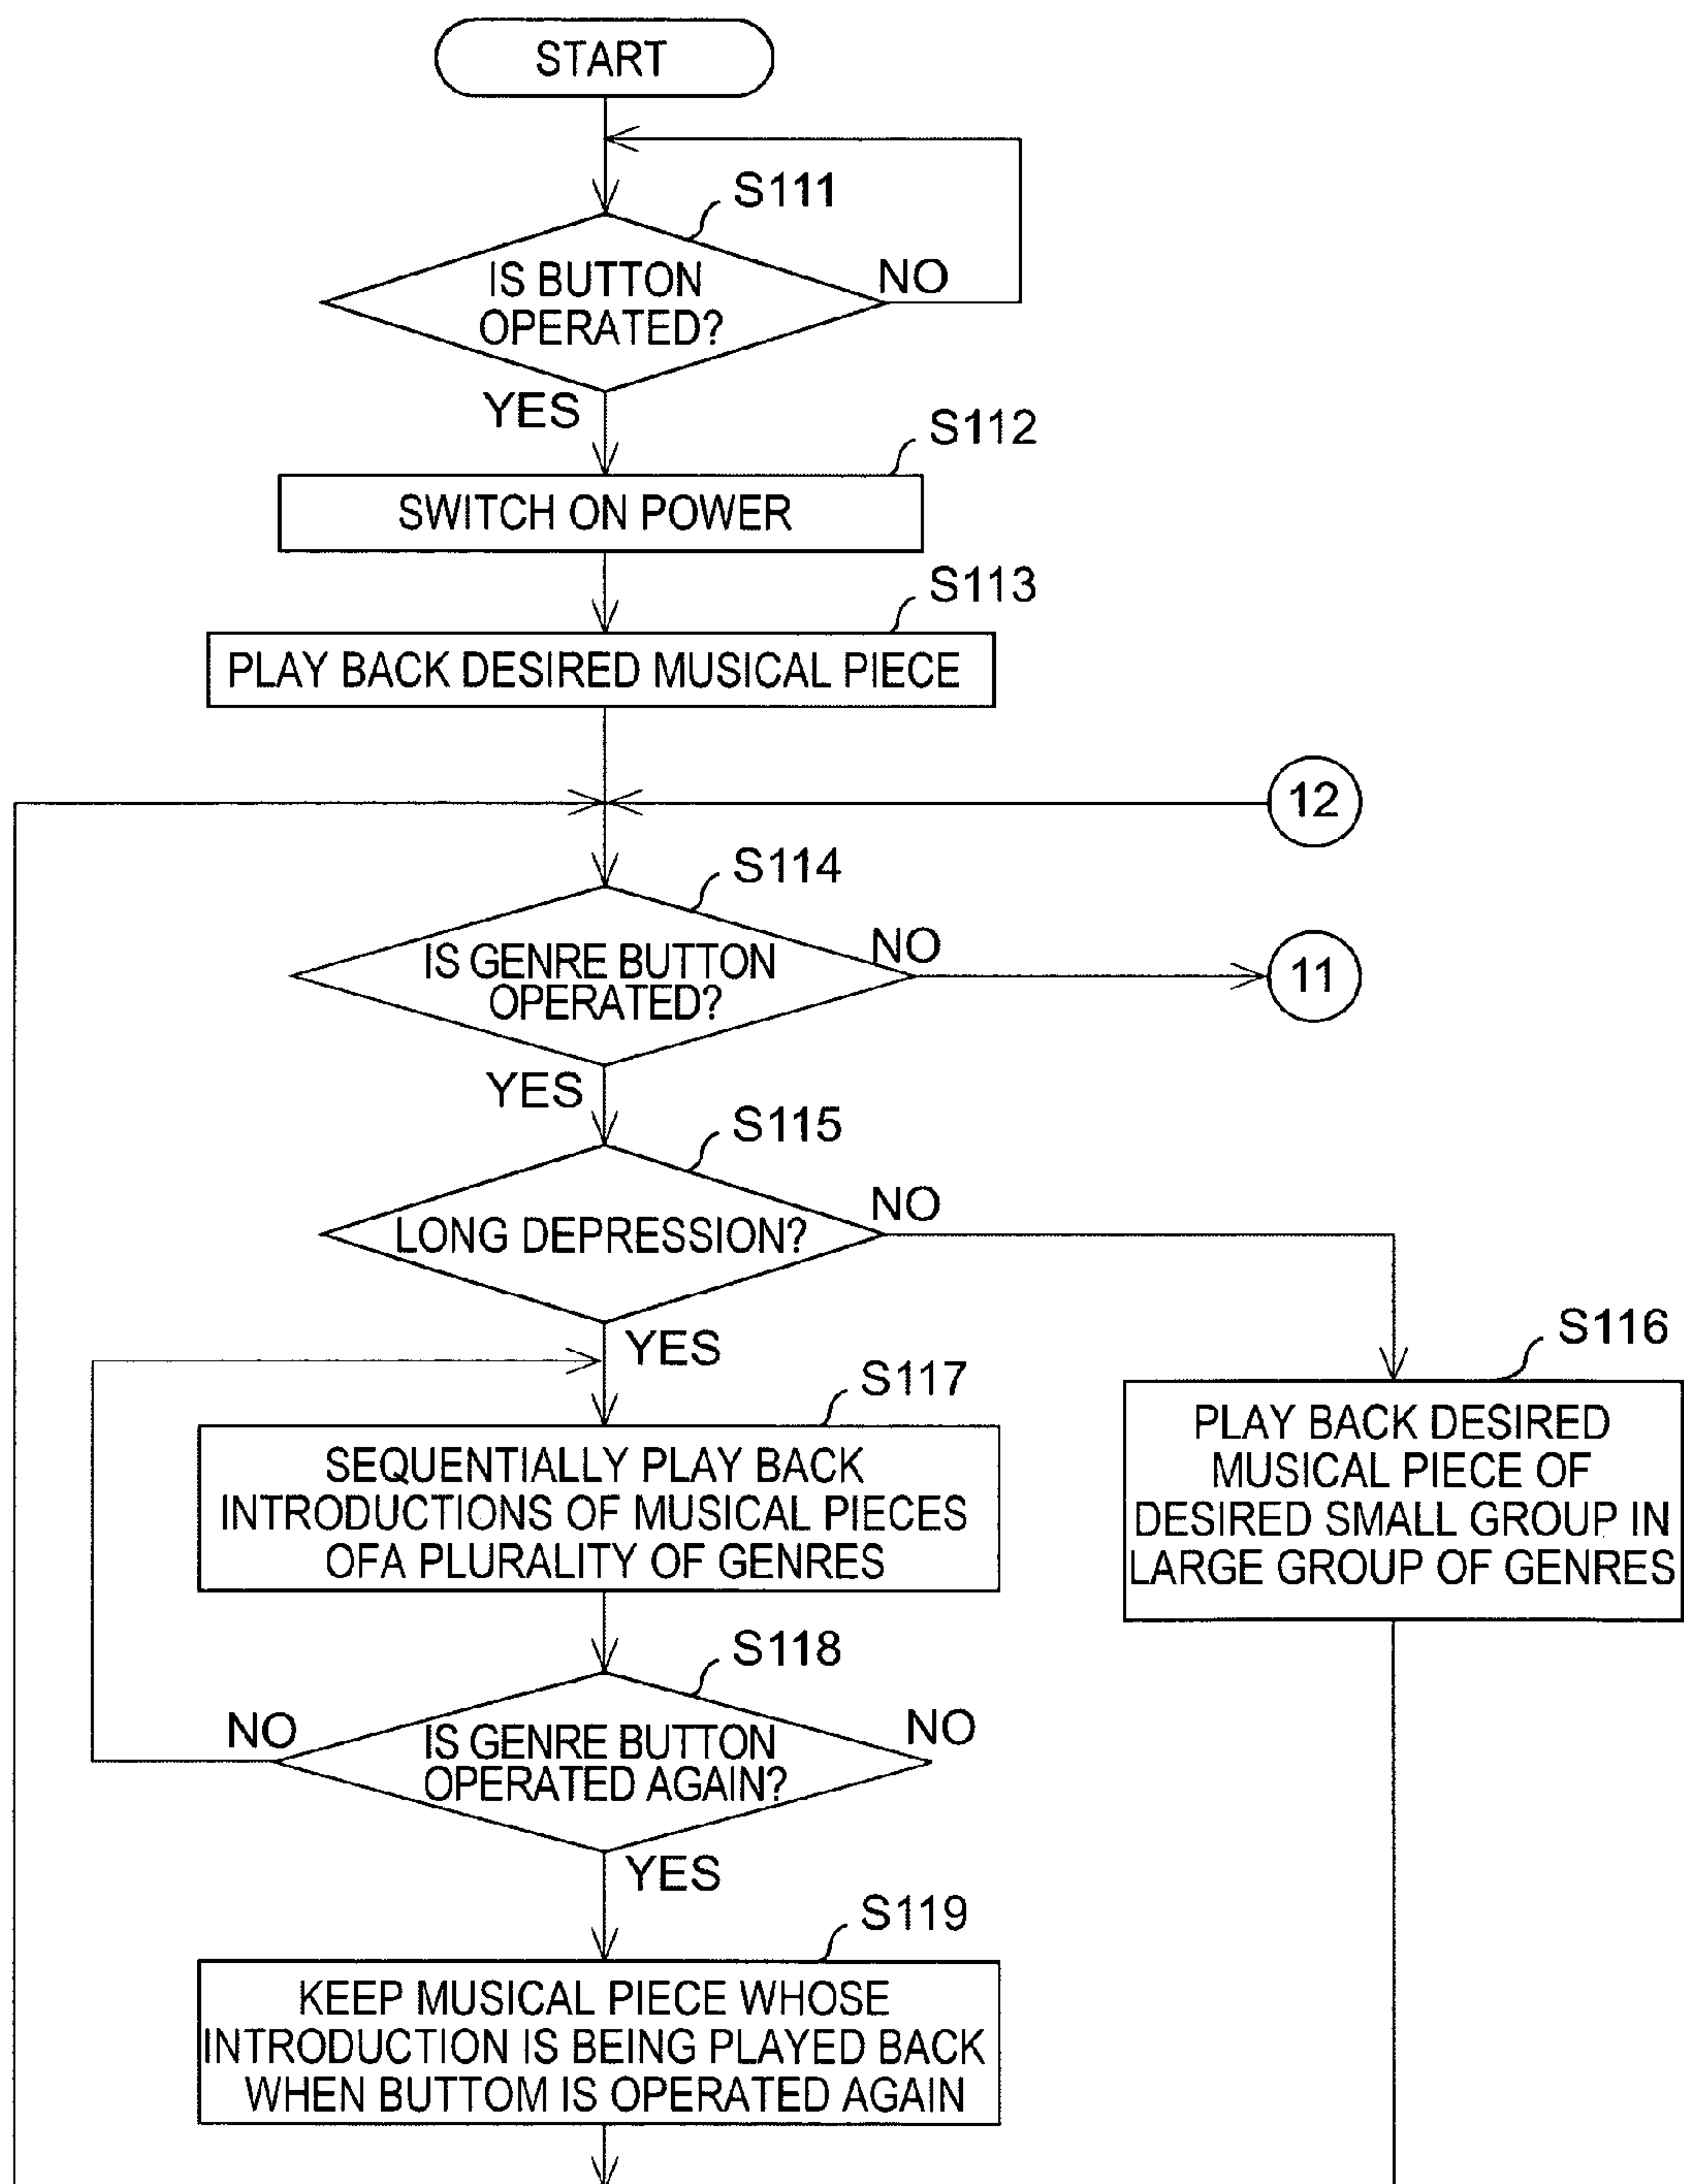 START
S111
IS BUTTON
OPERATED?
NO
YES
S112
SWITCH ON POWER
S113
PLAY BACK DESIRED MUSICAL PIECE
12
S114
IS GENRE BUTTON
OPERATED?
NO
11
YES
S115
LONG DEPRESSION?
NO
YES
S116
PLAY BACK DESIRED
MUSICAL PIECE OF
DESIRED SMALL GROUP IN
LARGE GROUP OF GENRES
S117
SEQUENTIALLY PLAY BACK
INTRODUCTIONS OF MUSICAL PIECES
OFA PLURALITY OF GENRES
S118
NO
IS GENRE BUTTON
OPERATED AGAIN?
NO
YES
S119
KEEP MUSICAL PIECE WHOSE
INTRODUCTION IS BEING PLAYED BACK
WHEN BUTTOM IS OPERATED AGAIN